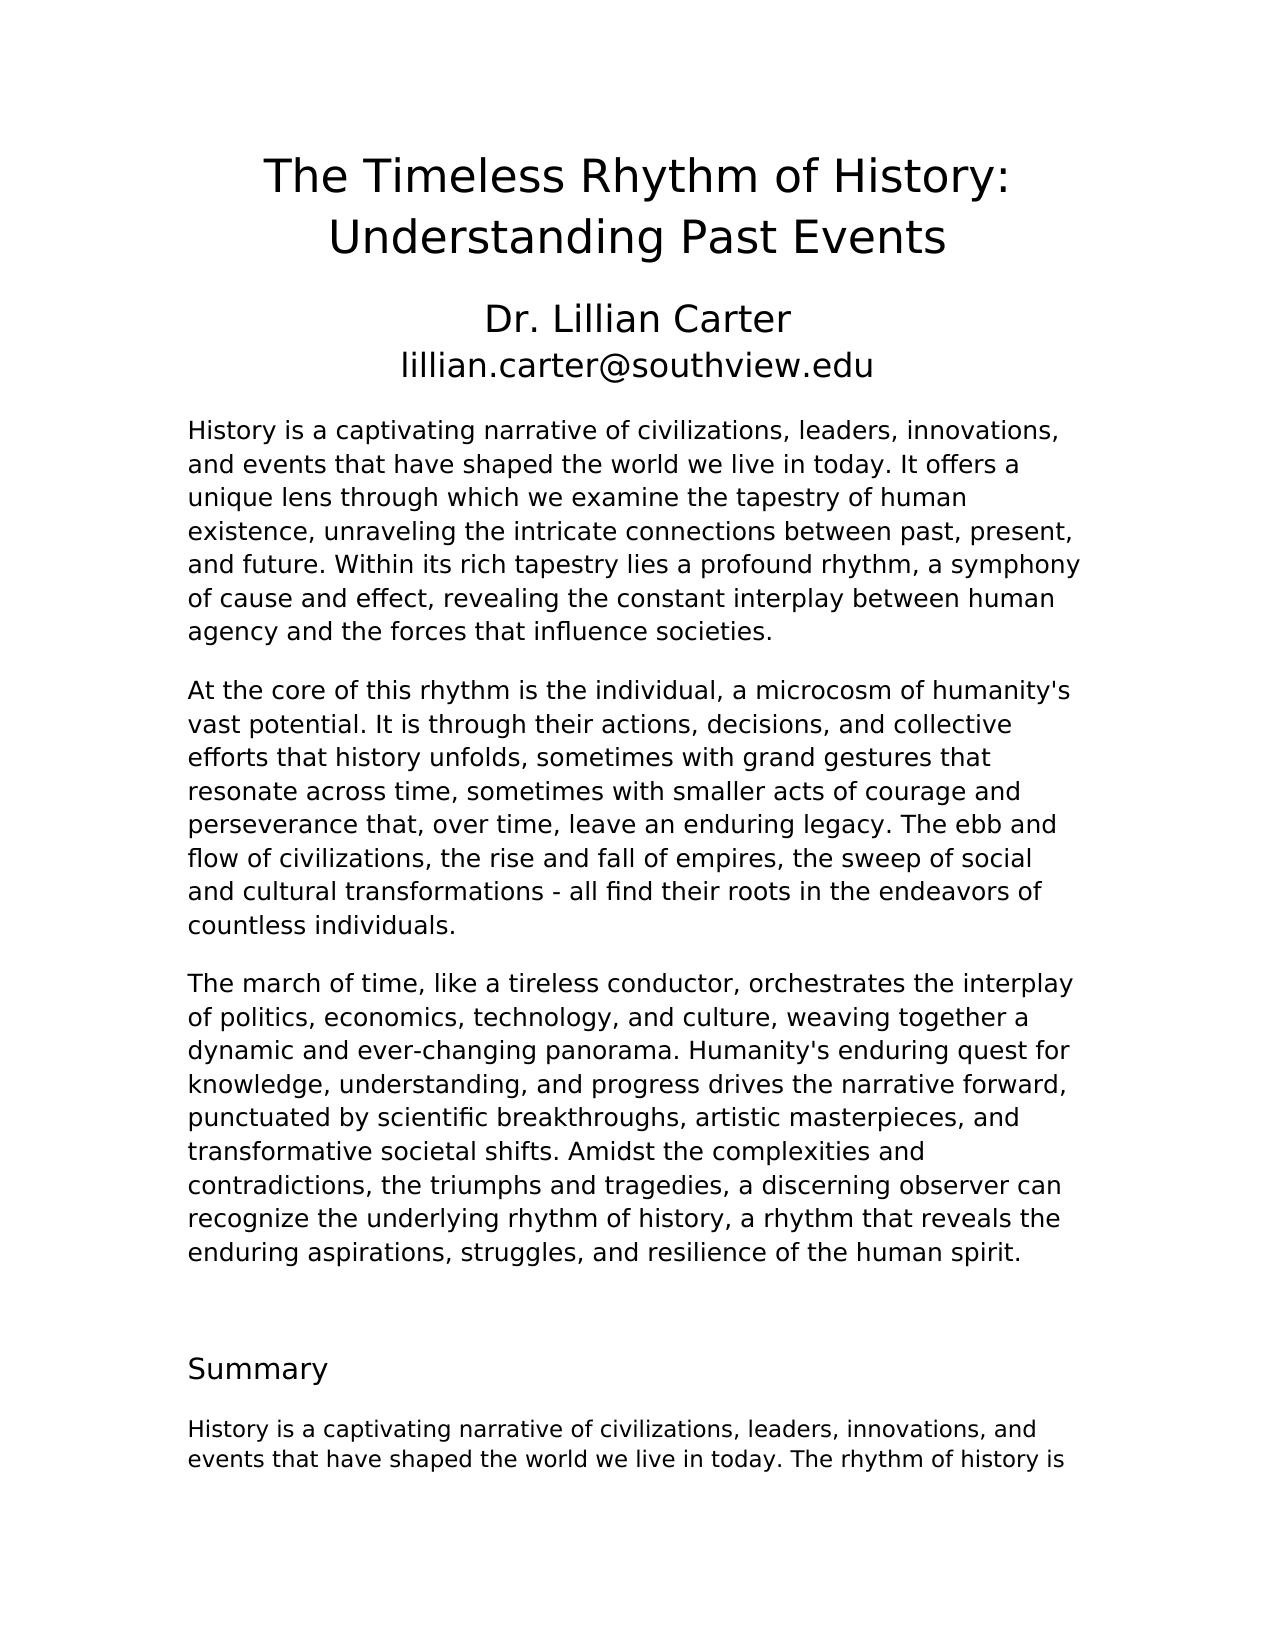 The Timeless Rhythm of History:
Understanding Past Events
Dr. Lillian Carter
lillian.carter@southview.edu
History is a captivating narrative of civilizations, leaders, innovations,
and events that have shaped the world we live in today. It offers a
unique lens through which we examine the tapestry of human
existence, unraveling the intricate connections between past, present,
and future. Within its rich tapestry lies a profound rhythm, a symphony
of cause and effect, revealing the constant interplay between human
agency and the forces that influence societies.
At the core of this rhythm is the individual, a microcosm of humanity's
vast potential. It is through their actions, decisions, and collective
efforts that history unfolds, sometimes with grand gestures that
resonate across time, sometimes with smaller acts of courage and
perseverance that, over time, leave an enduring legacy. The ebb and
flow of civilizations, the rise and fall of empires, the sweep of social
and cultural transformations - all find their roots in the endeavors of
countless individuals.
The march of time, like a tireless conductor, orchestrates the interplay
of politics, economics, technology, and culture, weaving together a
dynamic and ever-changing panorama. Humanity's enduring quest for
knowledge, understanding, and progress drives the narrative forward,
punctuated by scientific breakthroughs, artistic masterpieces, and
transformative societal shifts. Amidst the complexities and
contradictions, the triumphs and tragedies, a discerning observer can
recognize the underlying rhythm of history, a rhythm that reveals the
enduring aspirations, struggles, and resilience of the human spirit.
Summary
History is a captivating narrative of civilizations, leaders, innovations, and
events that have shaped the world we live in today. The rhythm of history is